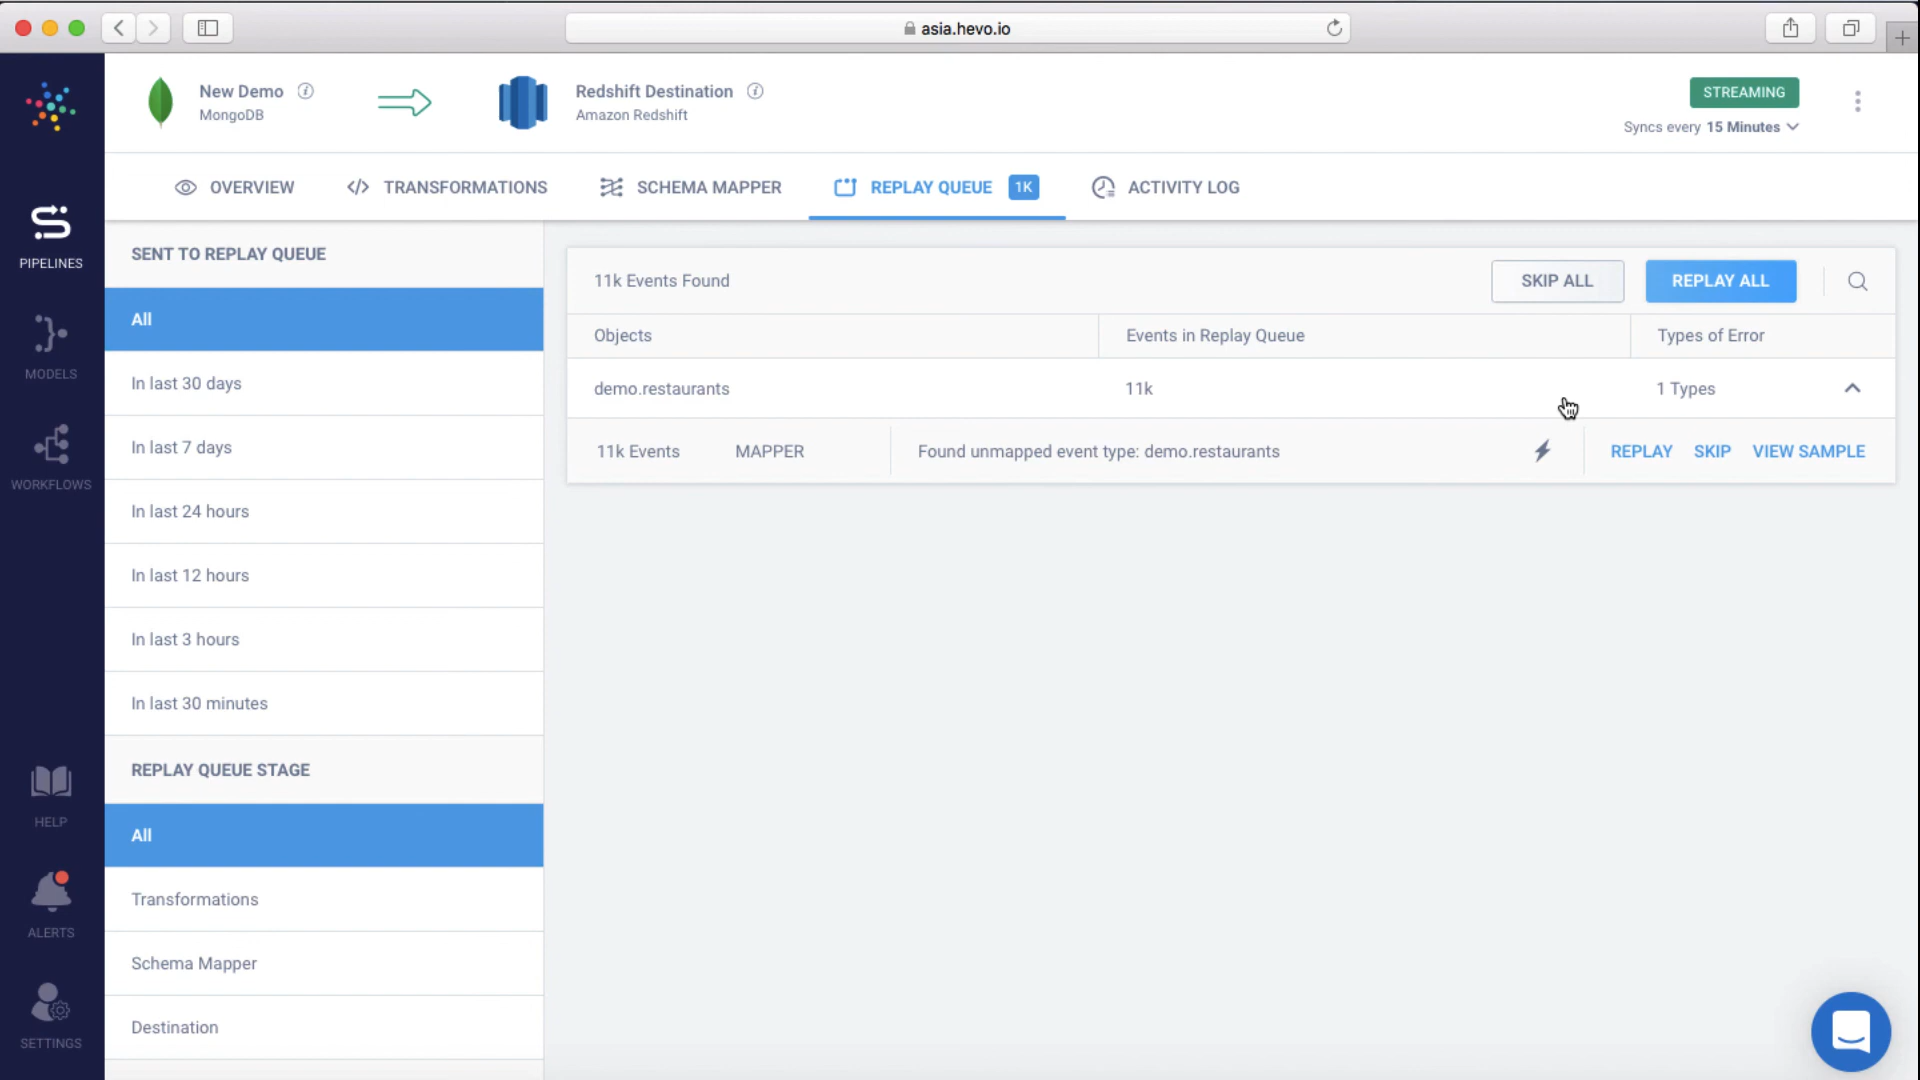 asia.hevo.io
New Demo
MongoDB
Redshift Destination
Amazon Redshift
STREAMING
Syncs every 15 Minutes
OVERVIEW
TRANSFORMATIONS
SCHEMA MAPPER
REPLAY QUEUE 1K
ACTIVITY LOG
PIPELINES
MODELS
WORKFLOWS
HELP
ALERTS
SETTINGS
SENT TO REPLAY QUEUE
All
In last 30 days
In last 7 days
In last 24 hours
In last 12 hours
In last 3 hours
In last 30 minutes
REPLAY QUEUE STAGE
All
Transformations
Schema Mapper
Destination
11k Events Found
SKIP ALL
REPLAY ALL
Objects
Events in Replay Queue
Types of Error
demo.restaurants
11k
1 Types
11k Events
MAPPER
Found unmapped event type: demo.restaurants
REPLAY
SKIP
VIEW SAMPLE